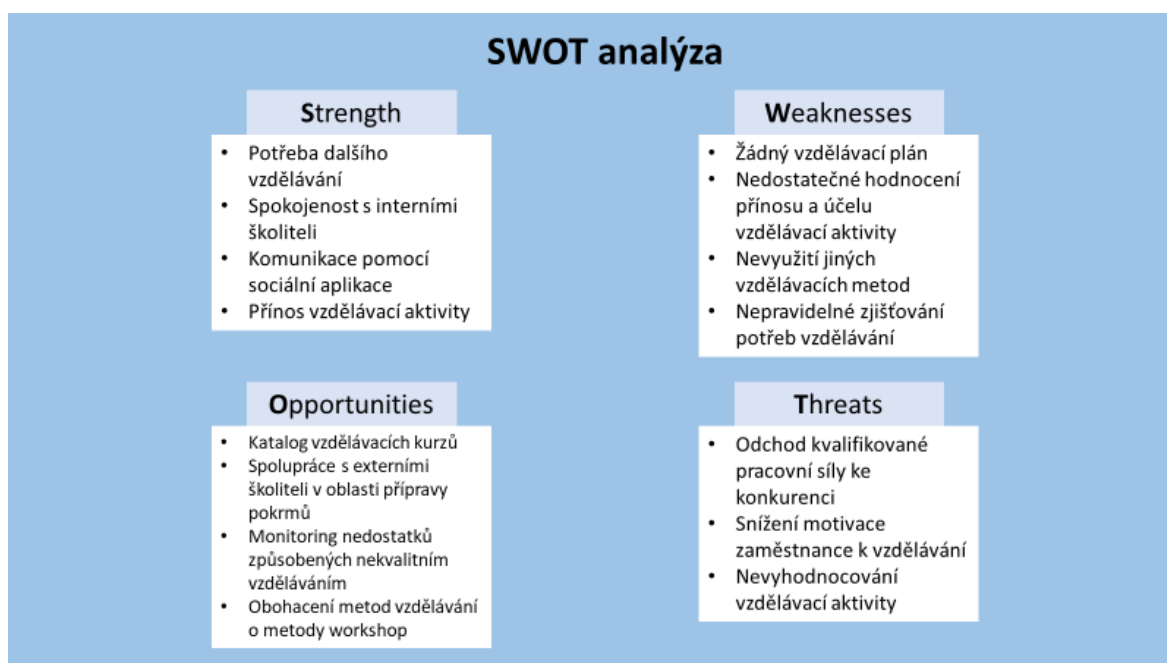 SWOT analýza
Strength
• Potřeba dalšího
vzdělávání
• Spokojenost s interními
školiteli
• Komunikace pomocí
sociální aplikace
• Přínos vzdělávací aktivity
Weaknesses
• Žádný vzdělávací plán
• Nedostatečné hodnocení
přínosu a účelu
vzdělávací aktivity
• Nevyužití jiných
vzdělávacích metod
• Nepravidelné zjišťování
potřeb vzdělávání
Opportunities
• Katalog vzdělávacích kurzů
• Spolupráce s externími
školiteli v oblasti přípravy
pokrmů
• Monitoring nedostatků
způsobených nekvalitním
vzděláváním
• Obohacení metod vzdělávání
o metody workshop
Threats
• Odchod kvalifikované
pracovní síly ke
konkurenci
• Snížení motivace
zaměstnance k vzdělávání
• Nevyhodnocování
vzdělávací aktivity